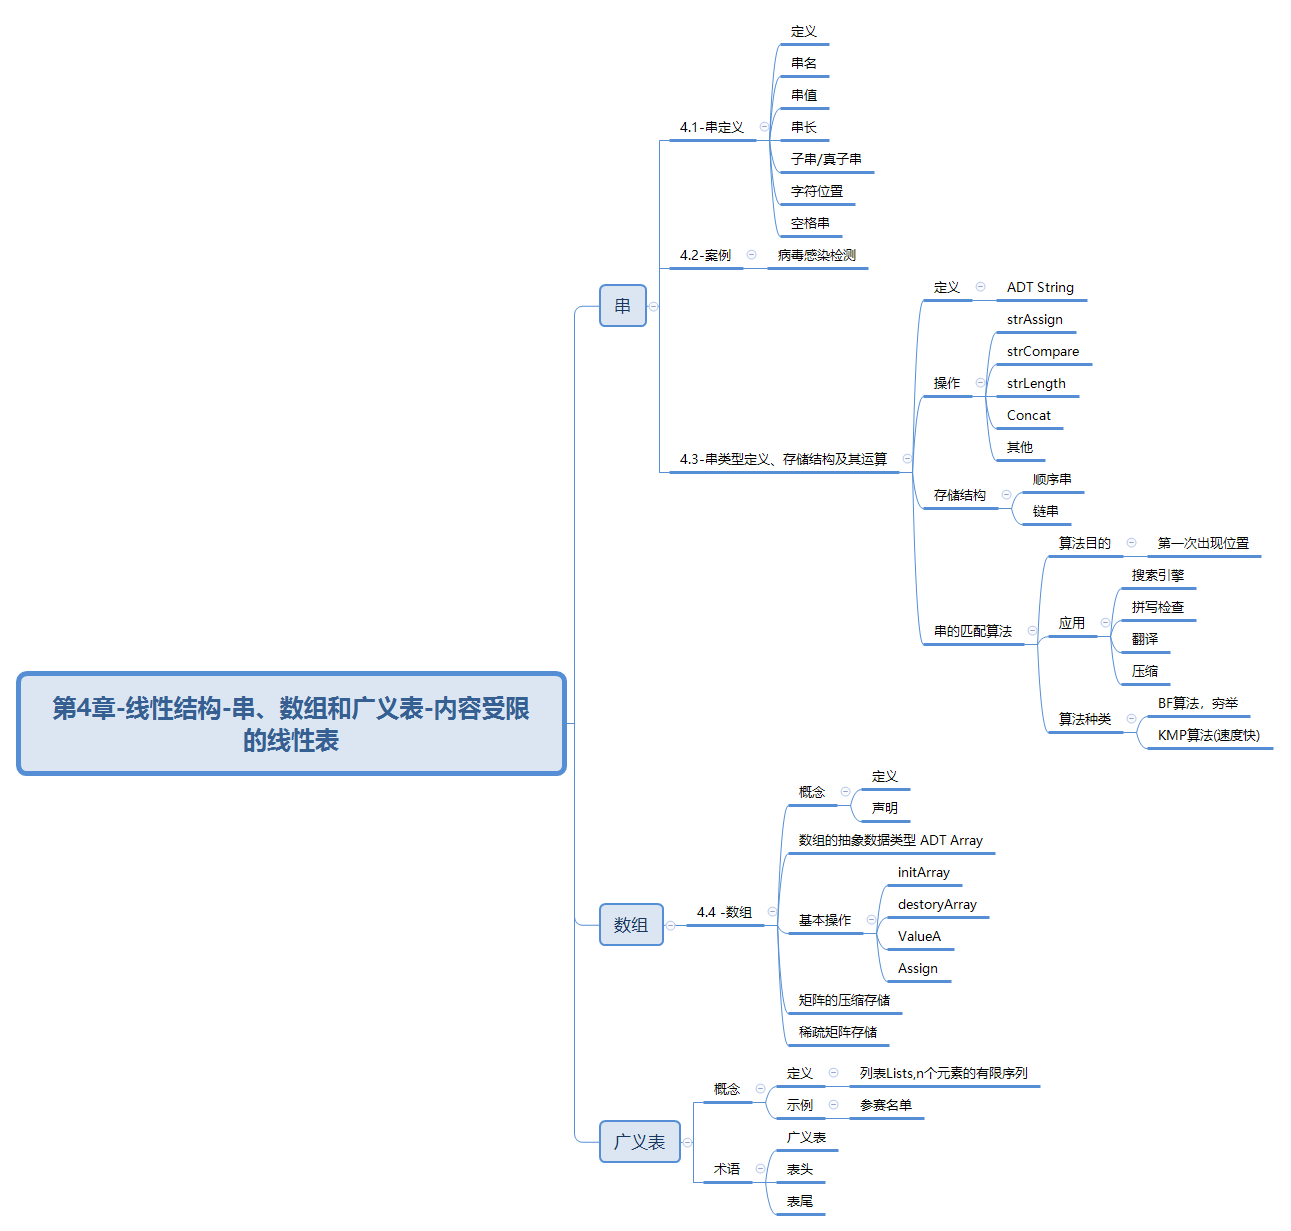 第4章-线性结构-串、数组和广义表-内容受限
的线性表
串
4.1-串定义
定义
串名
串值
串长
子串/真子串
字符位置
空格串
4.2-案例
病毒感染检测
4.3-串类型定义、存储结构及其运算
定义
ADT String
操作
strAssign
strCompare
strLength
Concat
其他
存储结构
顺序串
链串
串的匹配算法
算法目的
第一次出现位置
应用
搜索引擎
拼写检查
翻译
压缩
算法种类
BF算法，穷举
KMP算法(速度快)
数组
4.4 -数组
概念
定义
声明
数组的抽象数据类型 ADT Array
基本操作
initArray
destoryArray
ValueA
Assign
矩阵的压缩存储
稀疏矩阵存储
广义表
概念
定义
列表Lists,n个元素的有限序列
示例
参赛名单
术语
广义表
表头
表尾